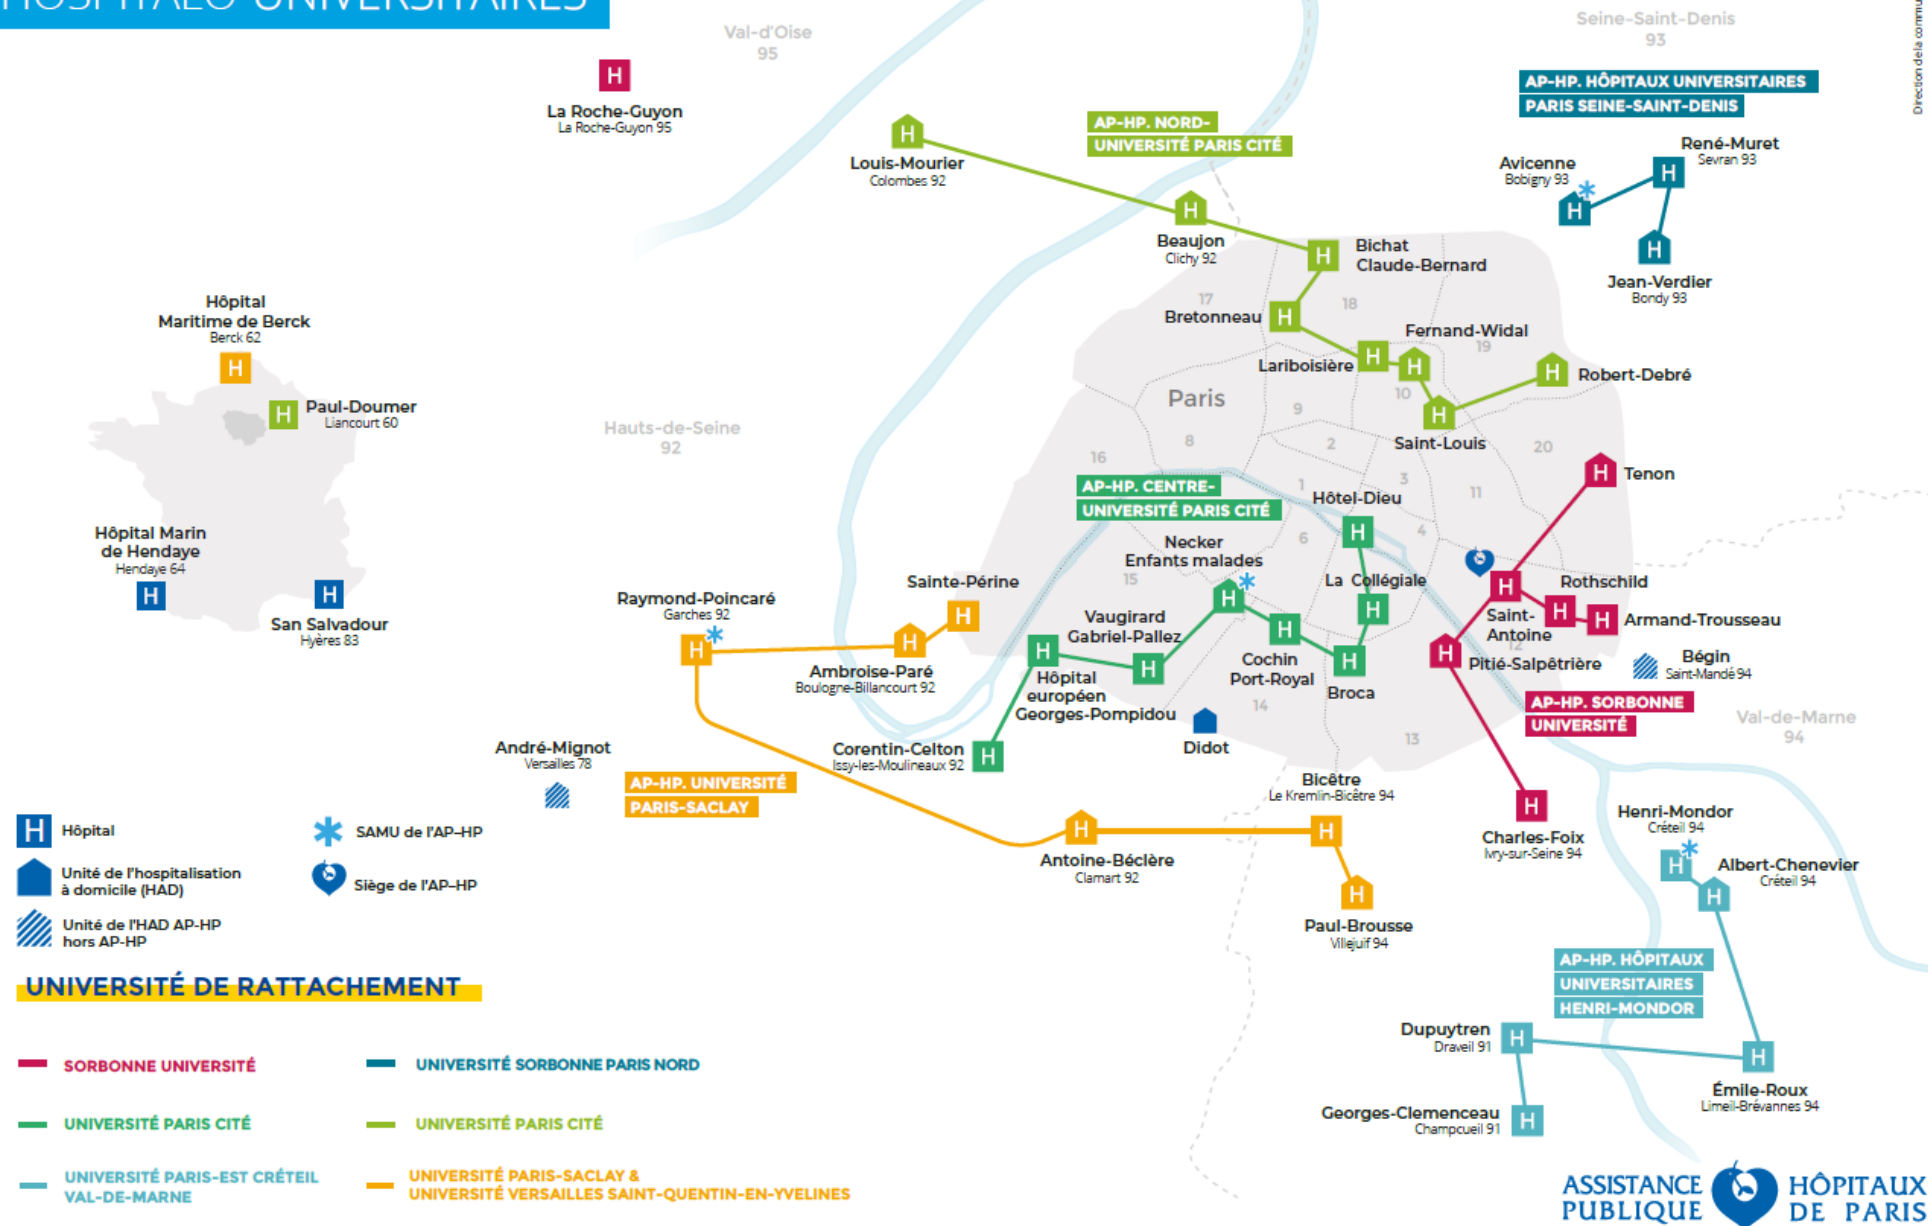 HOSPITALO-UNIVERSITAIRES
Val-d'Oise
95
Seine-Saint-Denis
93
Direction de la commu
H
La Roche-Guyon
La Roche-Guyon 95
AP-HP. NORD-
UNIVERSITÉ PARIS CITÉ
H
Louis-Mourier
Colombes 92
H
Beaujon
Clichy 92
H
Bichat
Claude-Bernard
AP-HP. HÔPITAUX UNIVERSITAIRES
PARIS SEINE-SAINT-DENIS
René-Muret
Sevran 93
H
Avicenne
Bobigny 93
H
H
Jean-Verdier
Bondy 93
17
18
Bretonneau
H
Fernand-Widal
19
Lariboisière
H
H
H
Robert-Debré
Paris
10
9
H
Saint-Louis
8
2
20
16
Hauts-de-Seine
92
Hôpital
Maritime de Berck
Berck 62
H
H
Paul-Doumer
Liancourt 60
Hôpital Marin
de Hendaye
Hendaye 64
H
H
San Salvadour
Hyères 83
AP-HP. CENTRE-
UNIVERSITÉ PARIS CITÉ
1
3
11
H
Tenon
Hôtel-Dieu
H
4
6
Necker
Enfants malades
15
H
La Collégiale
H
Rothschild
H
H
H
Saint-
Antoine
Armand-Trousseau
12
Sainte-Périne
H
Raymond-Poincaré
Garches 92
H
H
Ambroise-Paré
Boulogne-Billancourt 92
Vaugirard
Gabriel-Pallez
H
H
H
Hôpital
européen
Georges-Pompidou
Cochin
Port-Royal
H
Broca
H
Pitié-Salpêtrière
Bégin
Saint-Mandé 94
AP-HP. SORBONNE
UNIVERSITÉ
Val-de-Marne
94
14
13
Didot
Corentin-Celton
Issy-les-Moulineaux 92
H
André-Mignot
Versailles 78
AP-HP. UNIVERSITÉ
PARIS-SACLAY
Bicêtre
Le Kremlin-Bicêtre 94
H
H
Antoine-Béclère
Clamart 92
H
Paul-Brousse
Villejuif 94
H
Charles-Foix
Ivry-sur-Seine 94
Henri-Mondor
Créteil 94
H
Albert-Chenevier
Créteil 94
H
AP-HP. HÔPITAUX
UNIVERSITAIRES
HENRI-MONDOR
Dupuytren
Draveil 91
H
H
Émile-Roux
Limeil-Brévannes 94
Georges-Clemenceau
Champcueil 91
H
H
Hôpital
SAMU de l'AP-HP
Unité de l'hospitalisation
à domicile (HAD)
Siège de l'AP-HP
Unité de l'HAD AP-HP
hors AP-HP
UNIVERSITÉ DE RATTACHEMENT
SORBONNE UNIVERSITÉ
UNIVERSITÉ SORBONNE PARIS NORD
UNIVERSITÉ PARIS CITÉ
UNIVERSITÉ PARIS CITÉ
UNIVERSITÉ PARIS-EST CRÉTEIL
VAL-DE-MARNE
UNIVERSITÉ PARIS-SACLAY &
UNIVERSITÉ VERSAILLES SAINT-QUENTIN-EN-YVELINES
ASSISTANCE HÔPITAUX
PUBLIQUE DE PARIS